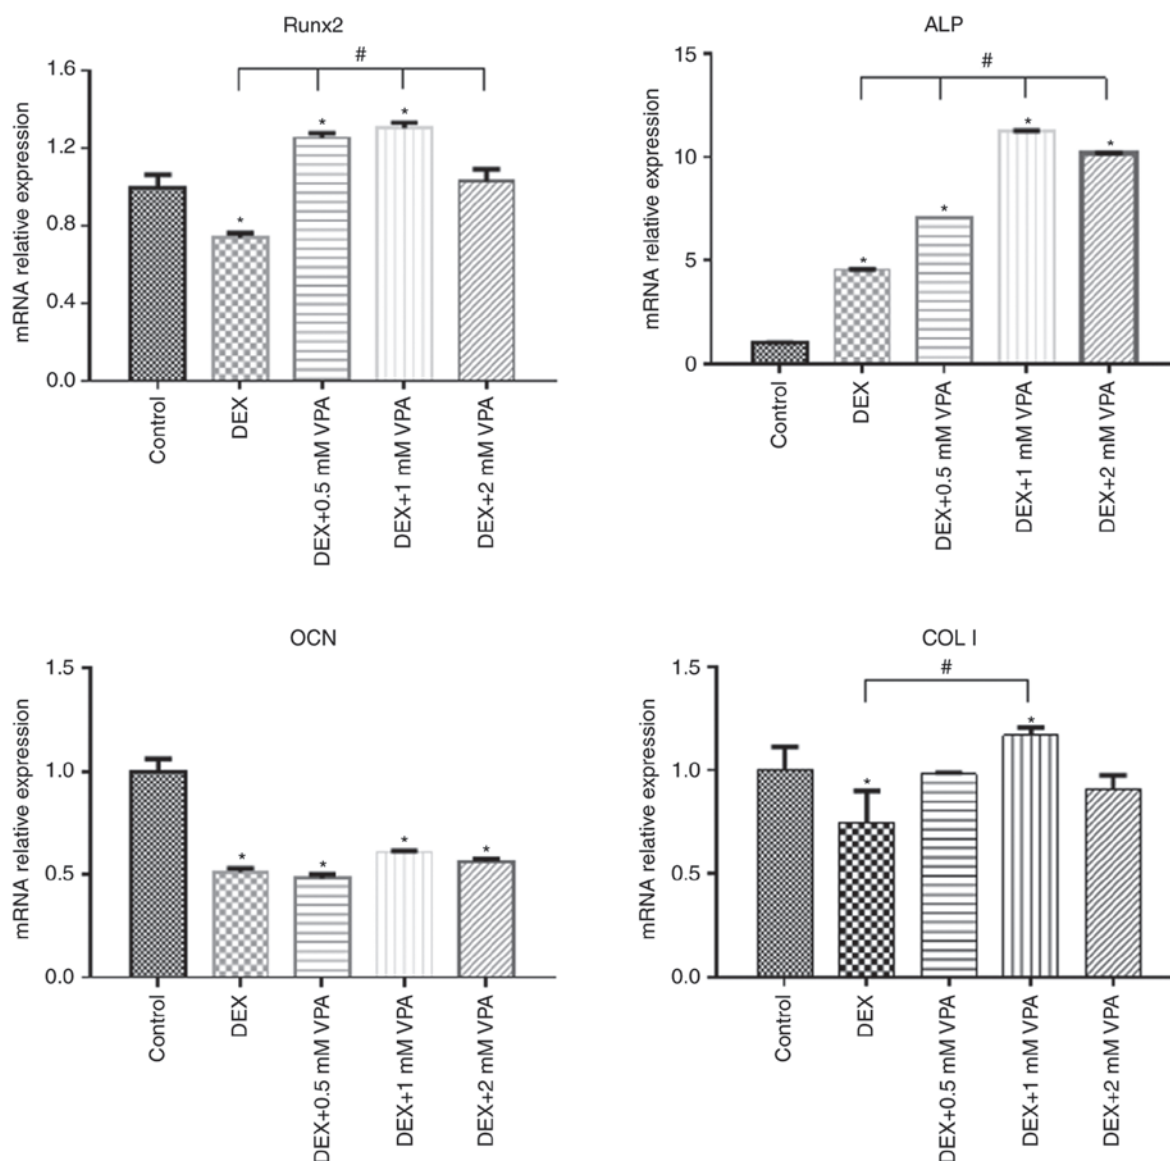 Runx2
#
1.6
1.2
0.8
0.4
0.0
mRNA relative expression
*
*
*
Control
DEX
DEX+0.5 mM VPA
DEX+1 mM VPA
DEX+2 mM VPA
ALP
#
15
10
5
0
mRNA relative expression
*
*
*
*
Control
DEX
DEX+0.5 mM VPA
DEX+1 mM VPA
DEX+2 mM VPA
OCN
1.5
1.0
0.5
0.0
mRNA relative expression
*
*
*
*
Control
DEX
DEX+0.5 mM VPA
DEX+1 mM VPA
DEX+2 mM VPA
COL I
#
1.5
1.0
0.5
0.0
mRNA relative expression
*
*
Control
DEX
DEX+0.5 mM VPA
DEX+1 mM VPA
DEX+2 mM VPA